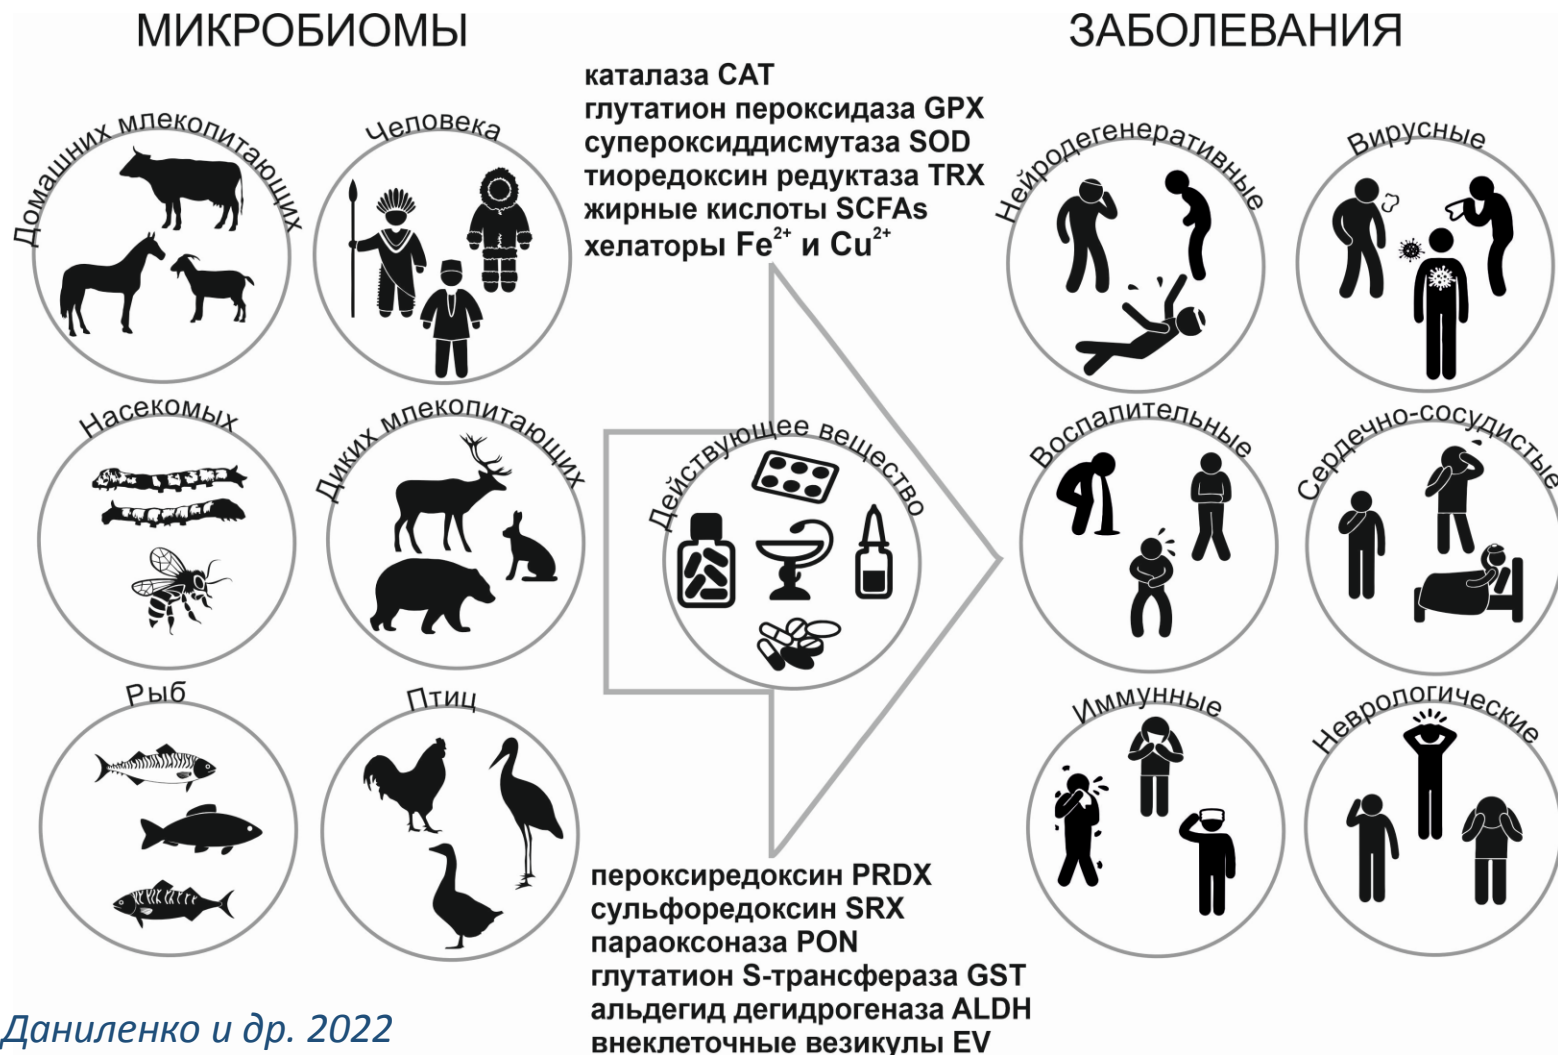 МИКРОБИОМЫ
ЗАБОЛЕВАНИЯ
каталаза CAT
глутатион пероксидаза GPX
супероксиддисмутаза SOD
тиоредоксин редуктаза TRX
жирные кислоты SCFAs
хелаторы Fe²⁺ и Cu²⁺
Домашних млекопитающих
Человека
Нейродегенеративные
Вирусные
Насекомых
Диких млекопитающих
Действующее вещество
Воспалительные
Сердечно-сосудистые
Рыб
Птиц
Иммунные
Неврологические
пероксиредоксин PRDX
сульфоредоксин SRX
параоксоназа PON
глутатион S-трансфераза GST
альдегид дегидрогеназа ALDH
внеклеточные везикулы EV
Даниленко и др. 2022